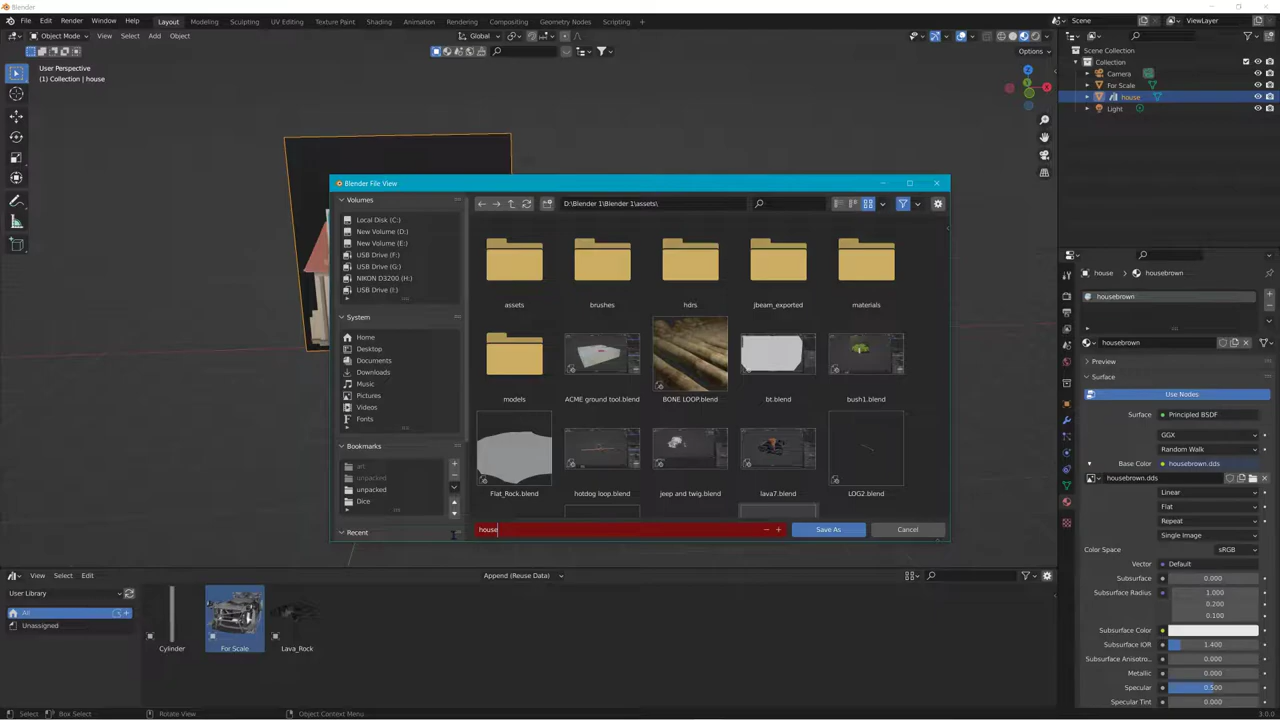 Blender
File Edit Render Window Help Layout Modeling Sculpting UV Editing Texture Paint Shading Animation Rendering Compositing Geometry Nodes Scripting + Scene ViewLayer
Object Mode View Select Add Object Global
Options
User Perspective
(1) Collection | house
Z
Y
X
Scene Collection
Collection
Camera
For Scale
house
Light
Blender File View
Volumes
Local Disk (C:)
New Volume (D:)
New Volume (E:)
USB Drive (F:)
USB Drive (G:)
NIKON D3200 (H:)
USB Drive (I:)
System
Home
Desktop
Documents
Downloads
Music
Pictures
Videos
Fonts
Bookmarks
art
unpacked
unpacked
Dice
Recent
D:\Blender 1\Blender 1\assets\
assets brushes hdrs jbeam_exported materials
models ACME ground tool.blend BONE LOOP.blend bt.blend bush1.blend
Flat_Rock.blend hotdog loop.blend jeep and twig.blend lava7.blend LOG2.blend
house
Save As Cancel
house housebrown
housebrown
housebrown
Preview
Surface
Use Nodes
Surface Principled BSDF
GGX
Random Walk
Base Color housebrown.dds
housebrown.dds
Linear
Flat
Repeat
Single Image
Color Space sRGB
Vector Default
Subsurface 0.000
Subsurface Radius 1.000
0.200
0.100
Subsurface Color
Subsurface IOR 1.400
Subsurface Anisotro... 0.000
Metallic 0.000
Specular 0.500
Specular Tint 0.000
View Select Edit Append (Reuse Data)
User Library
All
Unassigned
Cylinder For Scale Lava_Rock
Select Box Select Rotate View Object Context Menu 3.0.0